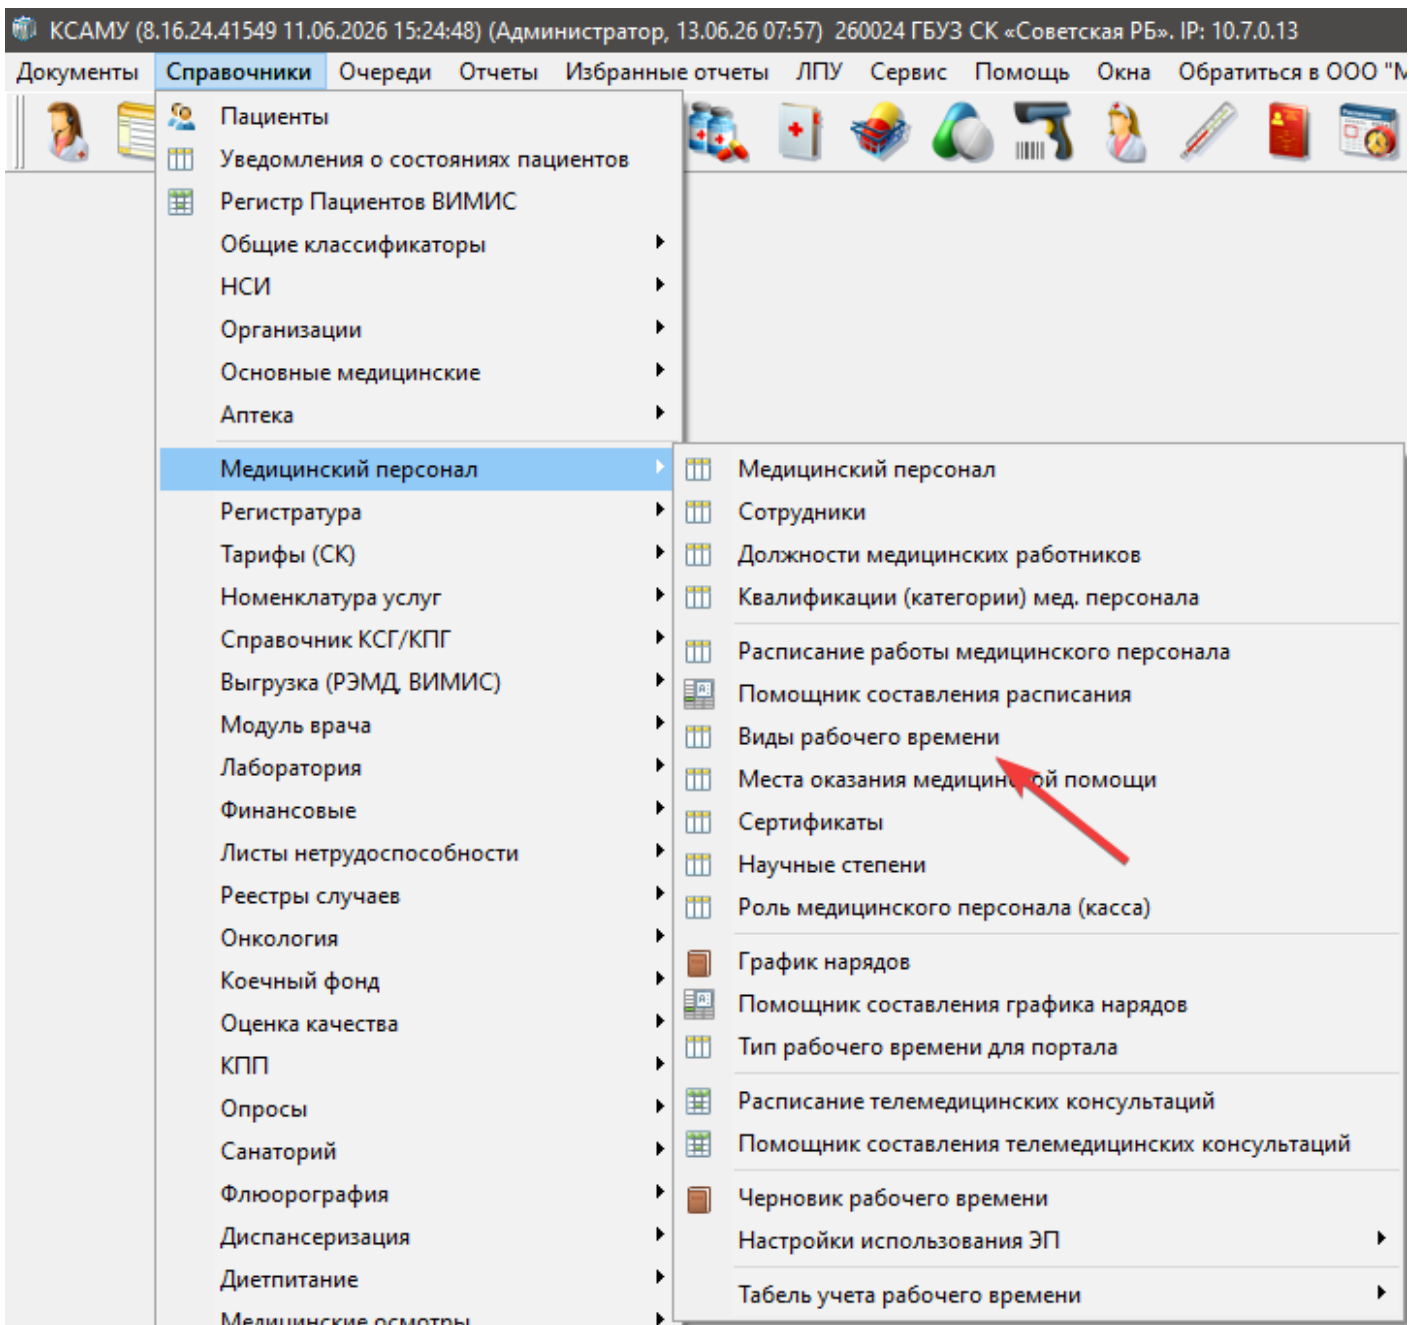 КСАМУ (8.16.24.41549 11.06.2026 15:24:48) (Администратор, 13.06.26 07:57) 260024 ГБУЗ СК «Советская РБ». IP: 10.7.0.13
Документы Справочники Очереди Отчеты Избранные отчеты ЛПУ Сервис Помощь Окна Обратиться в ООО "М
Пациенты
Уведомления о состояниях пациентов
Регистр Пациентов ВИМИС
Общие классификаторы
НСИ
Организации
Основные медицинские
Аптека
Медицинский персонал
Регистратура
Тарифы (СК)
Номенклатура услуг
Справочник КСГ/КПГ
Выгрузка (РЭМД, ВИМИС)
Модуль врача
Лаборатория
Финансовые
Листы нетрудоспособности
Реестры случаев
Онкология
Коечный фонд
Оценка качества
КПП
Опросы
Санаторий
Флюорография
Диспансеризация
Диетпитание
Медицинские осмотры
Медицинский персонал
Сотрудники
Должности медицинских работников
Квалификации (категории) мед. персонала
Расписание работы медицинского персонала
Помощник составления расписания
Виды рабочего времени
Места оказания медицинской помощи
Сертификаты
Научные степени
Роль медицинского персонала (касса)
График нарядов
Помощник составления графика нарядов
Тип рабочего времени для портала
Расписание телемедицинских консультаций
Помощник составления телемедицинских консультаций
Черновик рабочего времени
Настройки использования ЭП
Табель учета рабочего времени